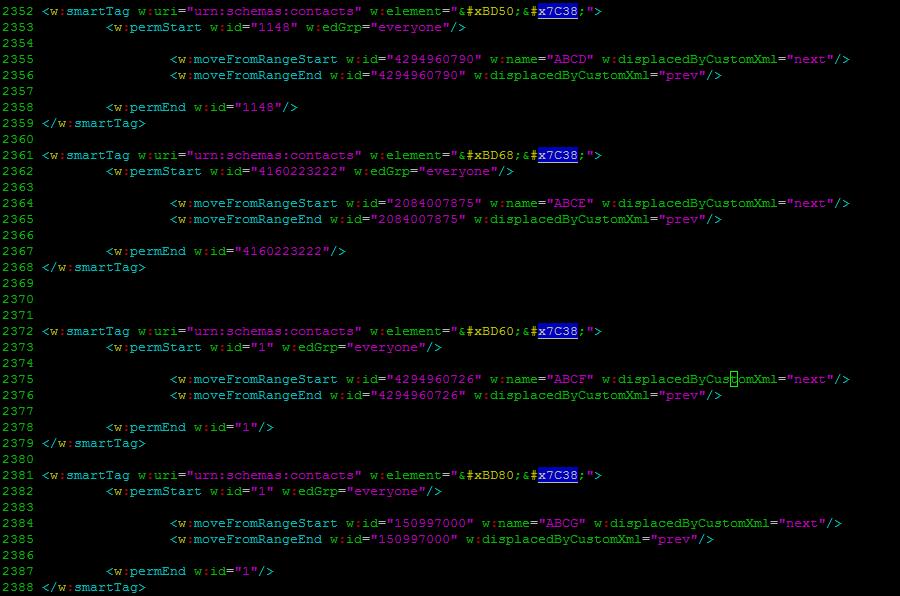 2352 <w:smartTag w:uri="urn:schemas:contacts" w:element="&#xBD50;&#x7C38;">
2353 <w:permStart w:id="1148" w:edGrp="everyone"/>
2354
2355 <w:moveFromRangeStart w:id="4294960790" w:name="ABCD" w:displacedByCustomXml="next"/>
2356 <w:moveFromRangeEnd w:id="4294960790" w:displacedByCustomXml="prev"/>
2357
2358 <w:permEnd w:id="1148"/>
2359 </w:smartTag>
2360
2361 <w:smartTag w:uri="urn:schemas:contacts" w:element="&#xBD68;&#x7C38;">
2362 <w:permStart w:id="4160223222" w:edGrp="everyone"/>
2363
2364 <w:moveFromRangeStart w:id="2084007875" w:name="ABCE" w:displacedByCustomXml="next"/>
2365 <w:moveFromRangeEnd w:id="2084007875" w:displacedByCustomXml="prev"/>
2366
2367 <w:permEnd w:id="4160223222"/>
2368 </w:smartTag>
2369
2370
2371
2372 <w:smartTag w:uri="urn:schemas:contacts" w:element="&#xBD60;&#x7C38;">
2373 <w:permStart w:id="1" w:edGrp="everyone"/>
2374
2375 <w:moveFromRangeStart w:id="4294960726" w:name="ABCF" w:displacedByCustomXml="next"/>
2376 <w:moveFromRangeEnd w:id="4294960726" w:displacedByCustomXml="prev"/>
2377
2378 <w:permEnd w:id="1"/>
2379 </w:smartTag>
2380
2381 <w:smartTag w:uri="urn:schemas:contacts" w:element="&#xBD80;&#x7C38;">
2382 <w:permStart w:id="1" w:edGrp="everyone"/>
2383
2384 <w:moveFromRangeStart w:id="150997000" w:name="ABCG" w:displacedByCustomXml="next"/>
2385 <w:moveFromRangeEnd w:id="150997000" w:displacedByCustomXml="prev"/>
2386
2387 <w:permEnd w:id="1"/>
2388 </w:smartTag>